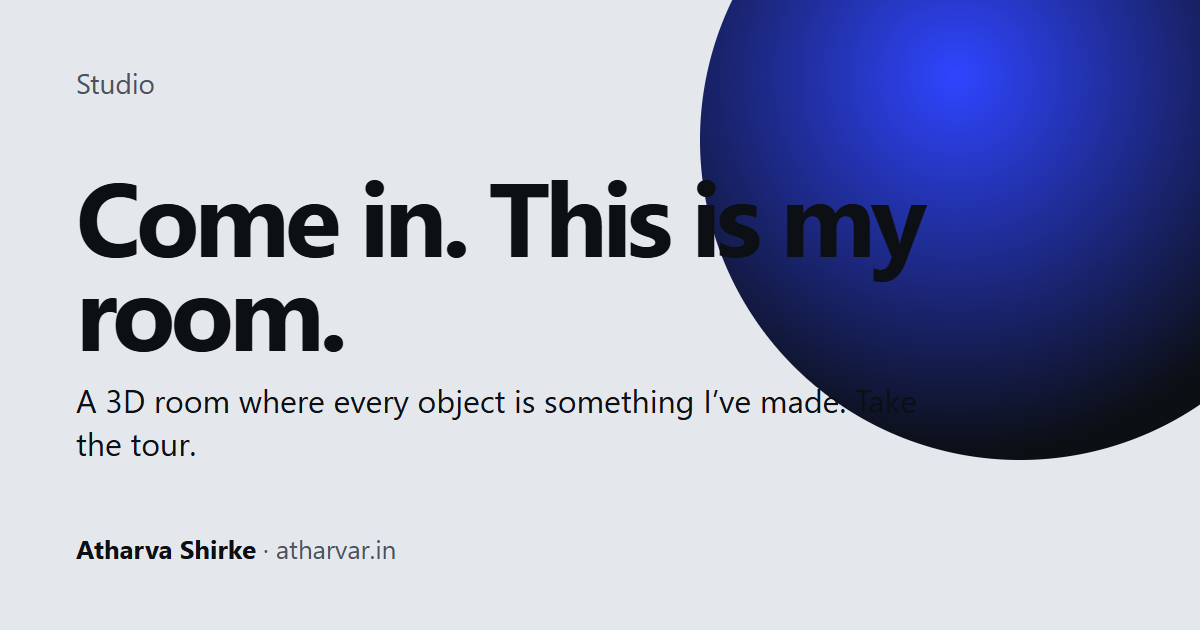 Studio
Come in. This is my
room.
A 3D room where every object is something I’ve made. Take
the tour.
Atharva Shirke · atharvar.in